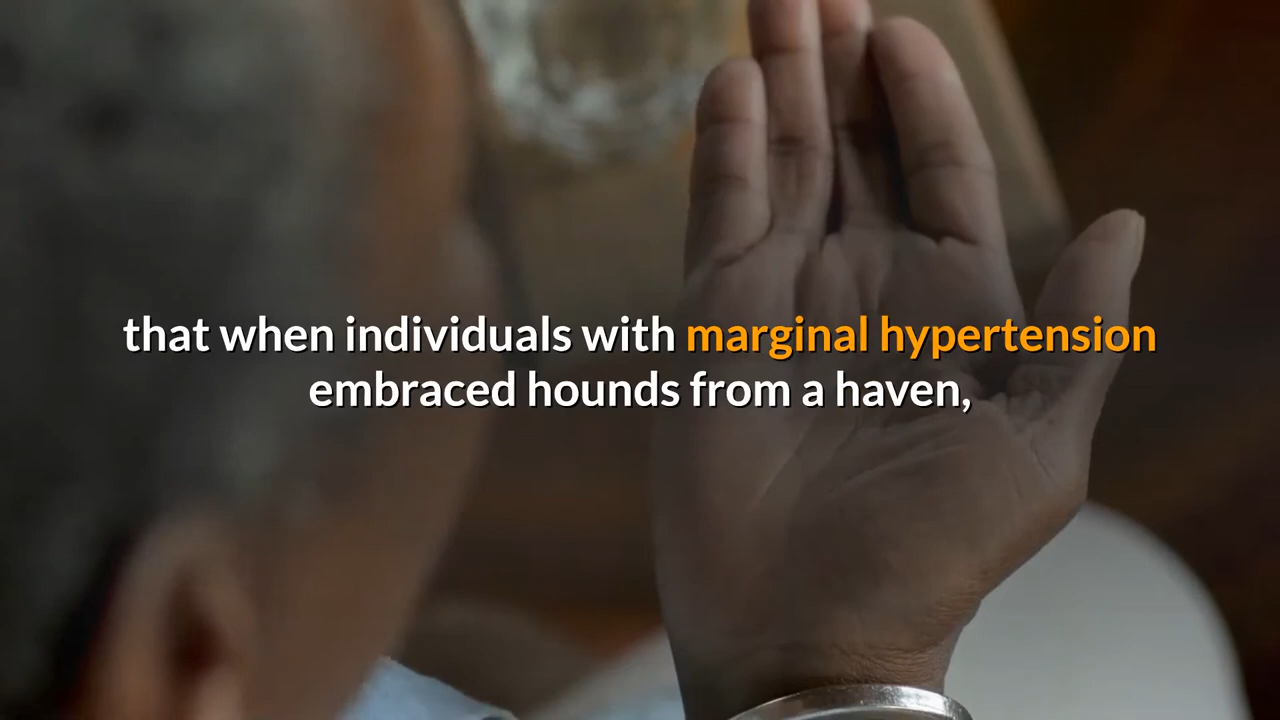 that when individuals with marginal hypertension
embraced hounds from a haven,